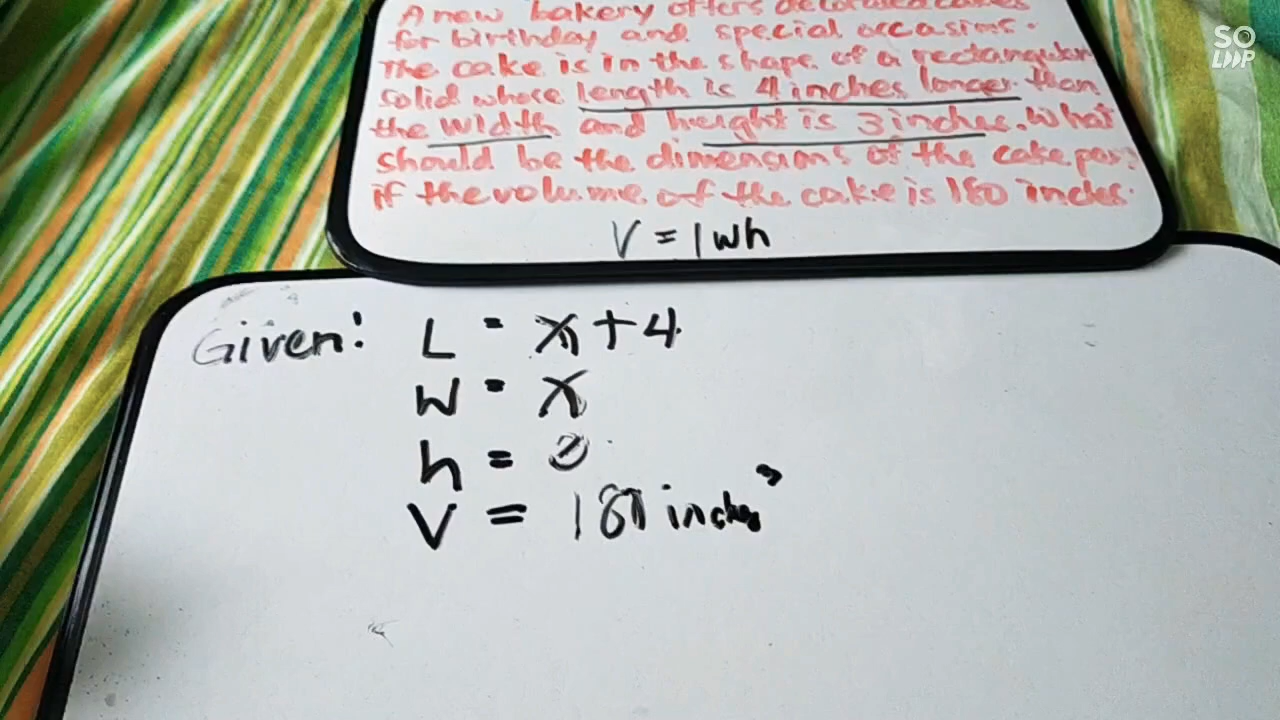 A new bakery offers decorated cakes
for birthday and special occasions.
The cake is in the shape of a rectangular
solid whose length is 4 inches longer than
the width and height is 3 inches. What
should be the dimensions of the cake pan?
if the volume of the cake is 180 inches.
V = lwh
Given: L = x+4
W = x
h = 3
V = 180 inches³
SO
LOOP